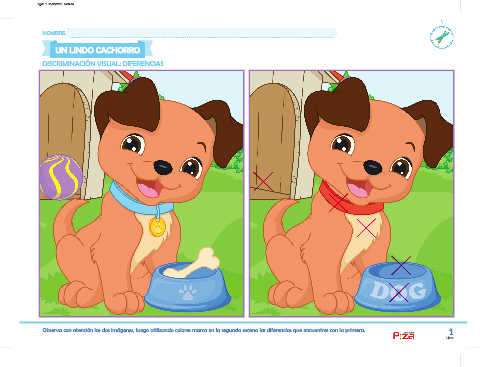 NOMBRE:
UN LINDO CACHORRO
DISCRIMINACIÓN VISUAL: DIFERENCIAS
DOG
Observa con atención las dos imágenes, luego utilizando colores marca en la segunda escena las diferencias que encuentres con la primera.
1